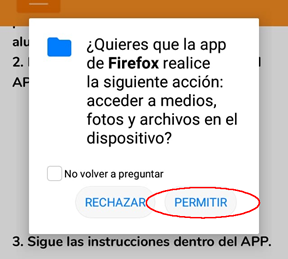 alu
2. I
AP
¿Quieres que la app
de Firefox realice
la siguiente acción:
acceder a medios,
fotos y archivos en el
dispositivo?
No volver a preguntar
RECHAZAR PERMITIR
3. Sigue las instrucciones dentro del APP.